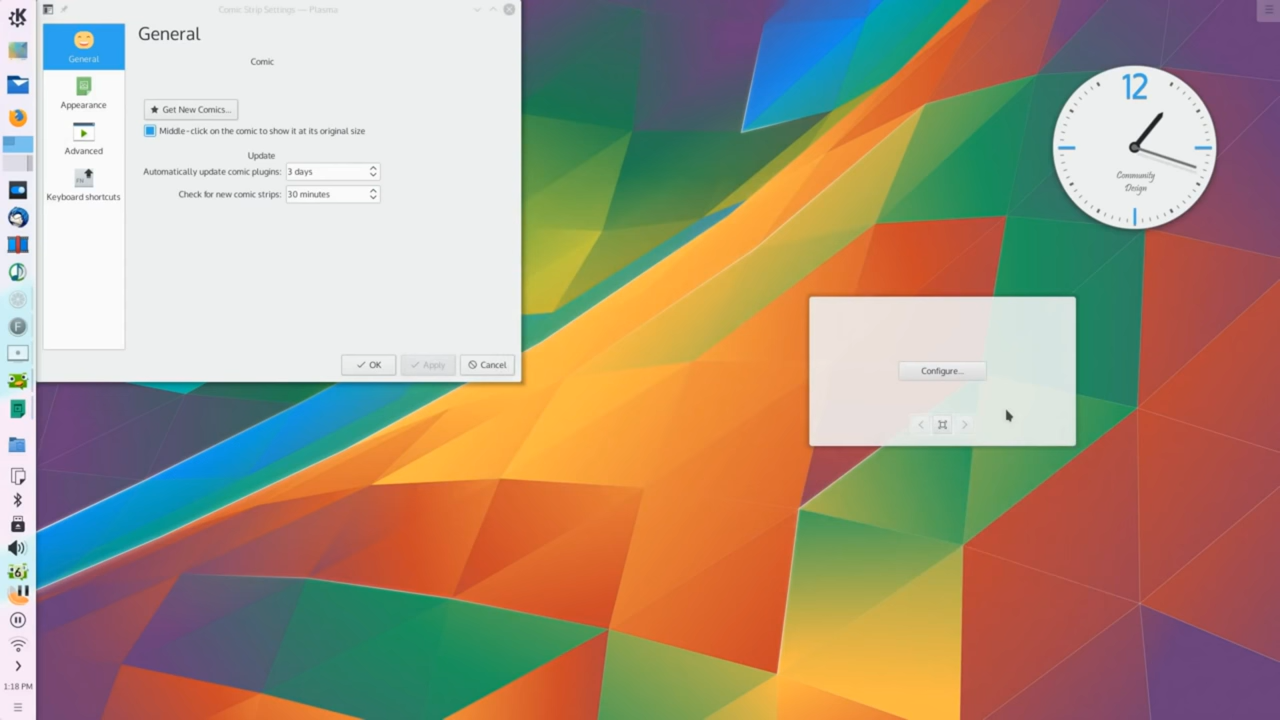 Comic Strip Settings — Plasma
General
General
Comic
Appearance
Get New Comics...
Middle-click on the comic to show it at its original size
Advanced
Update
Automatically update comic plugins: 3 days
Check for new comic strips: 30 minutes
Keyboard shortcuts
OK
Apply
Cancel
12
Community
Design
Configure...
1:18 PM